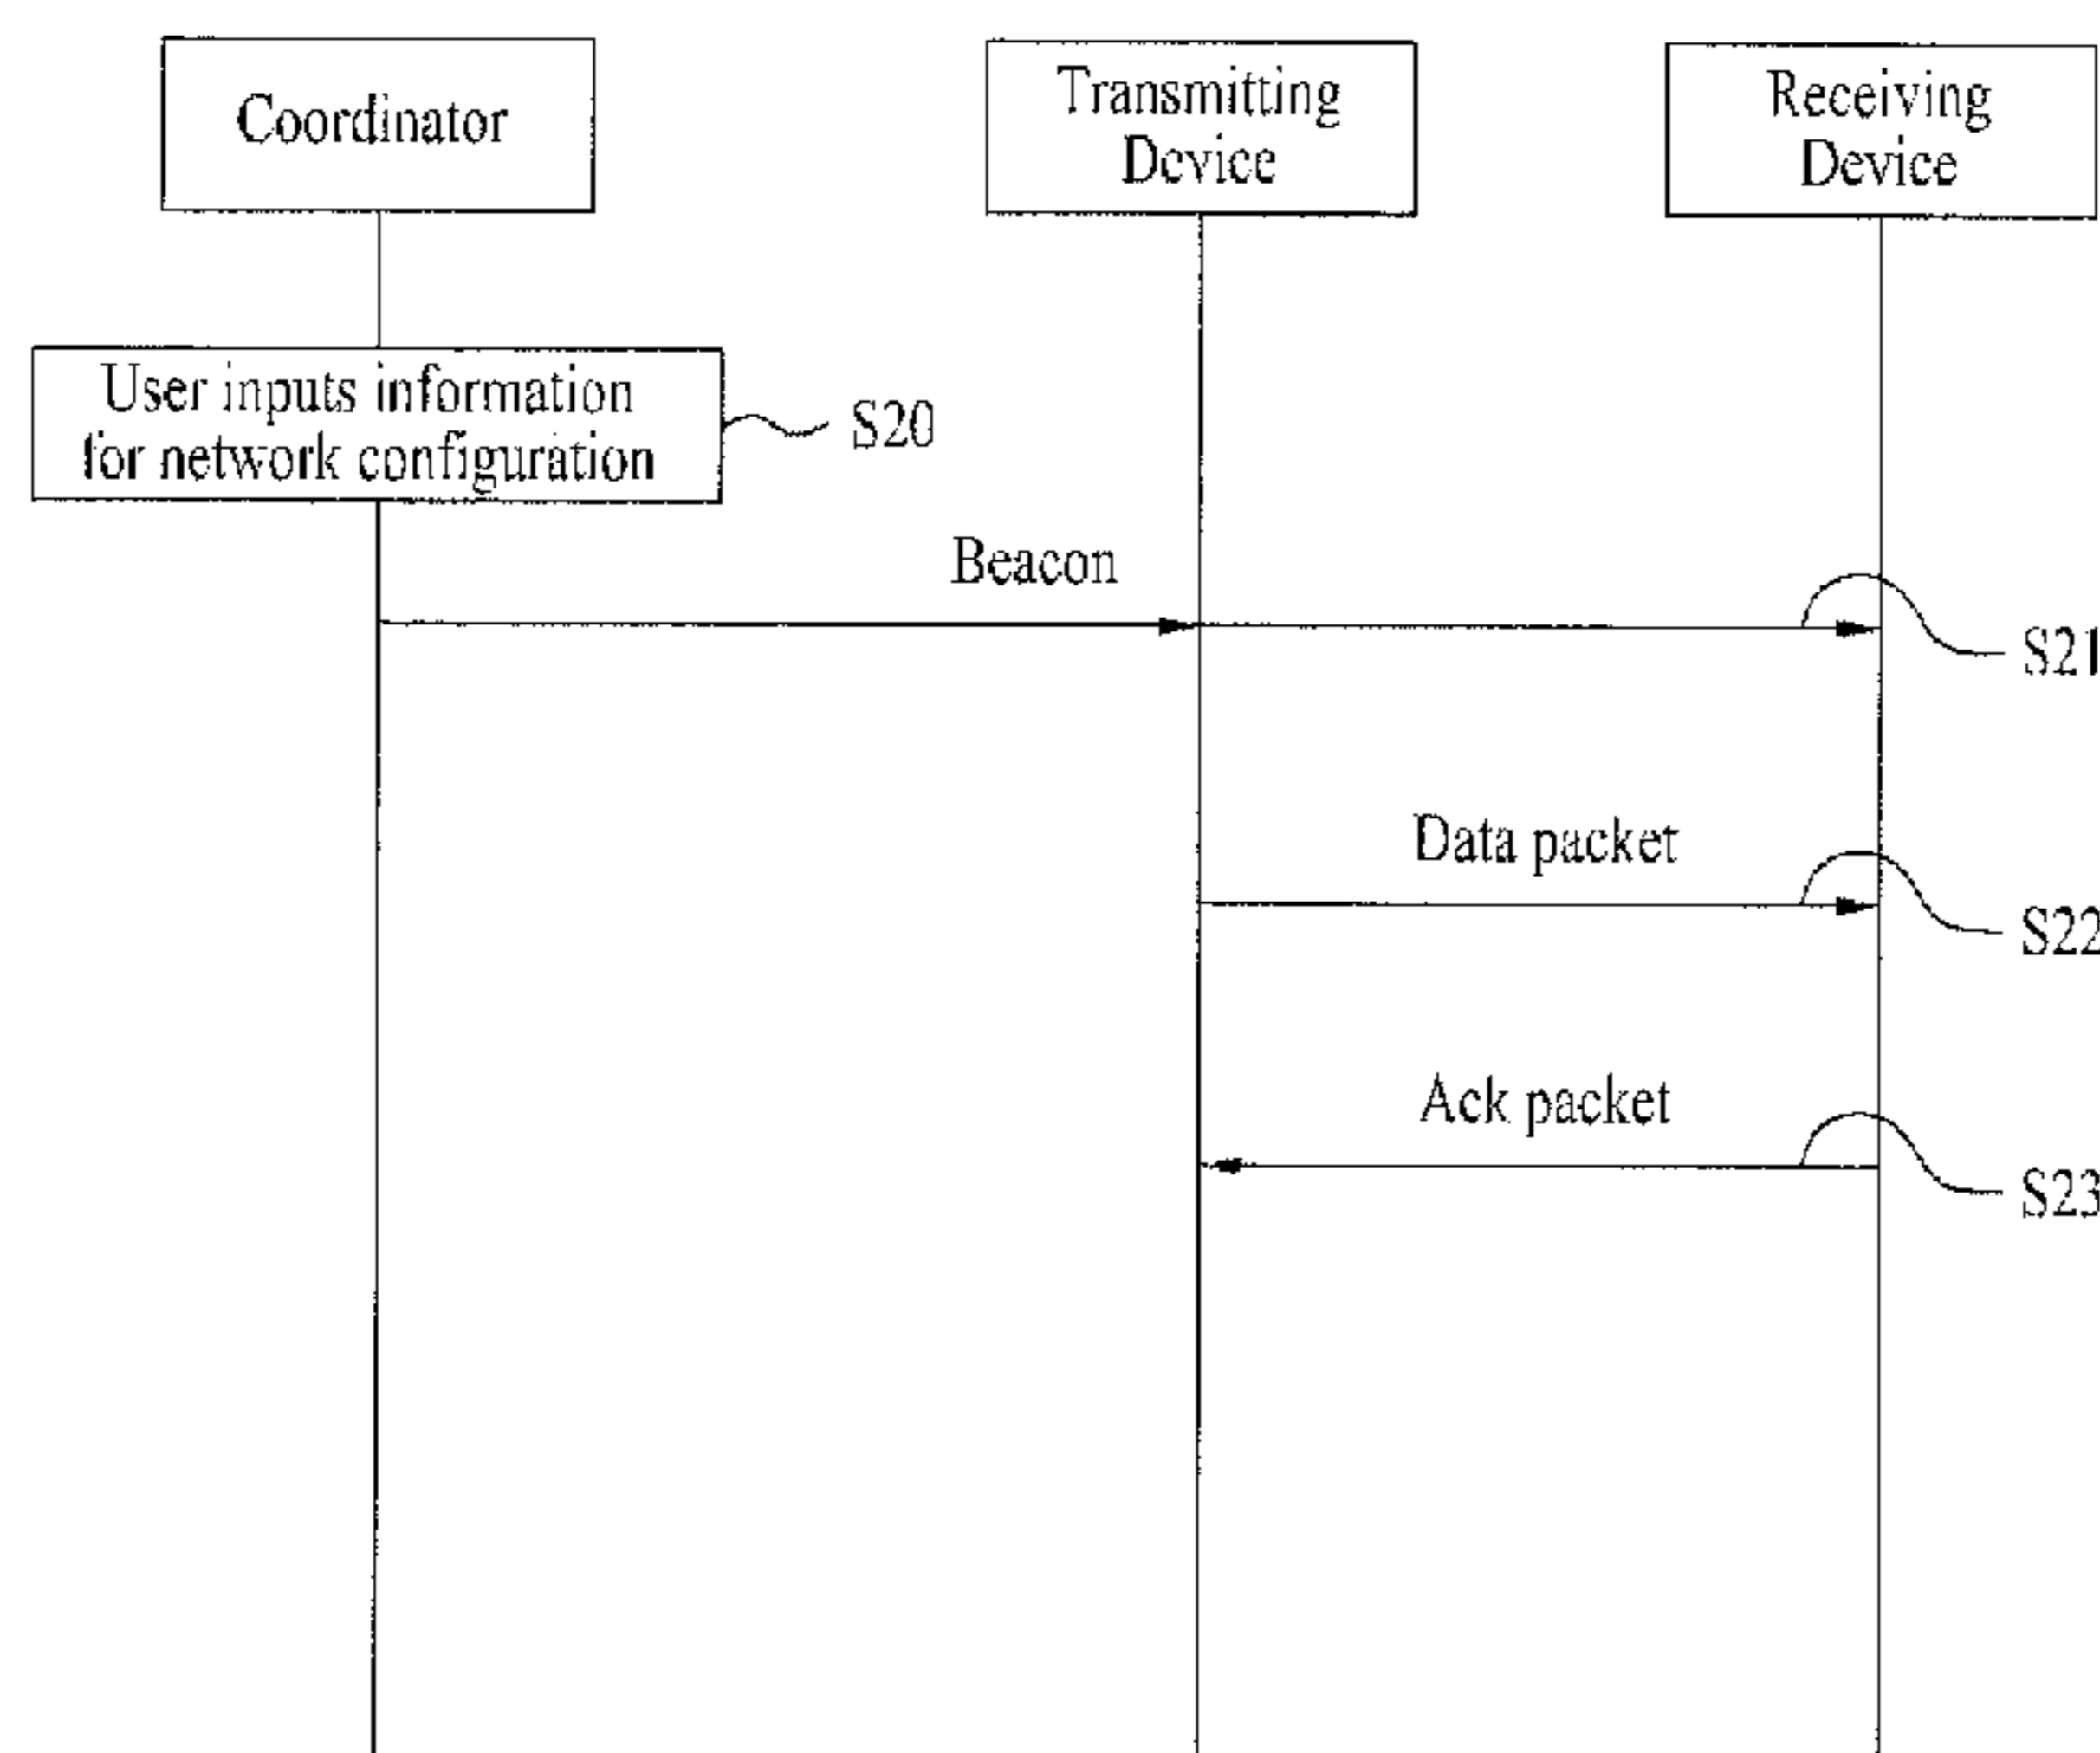 Coordinator
Transmitting
Device
Receiving
Device
User inputs information
for network configuration
S20
Beacon
S21
Data packet
S22
Ack packet
S23